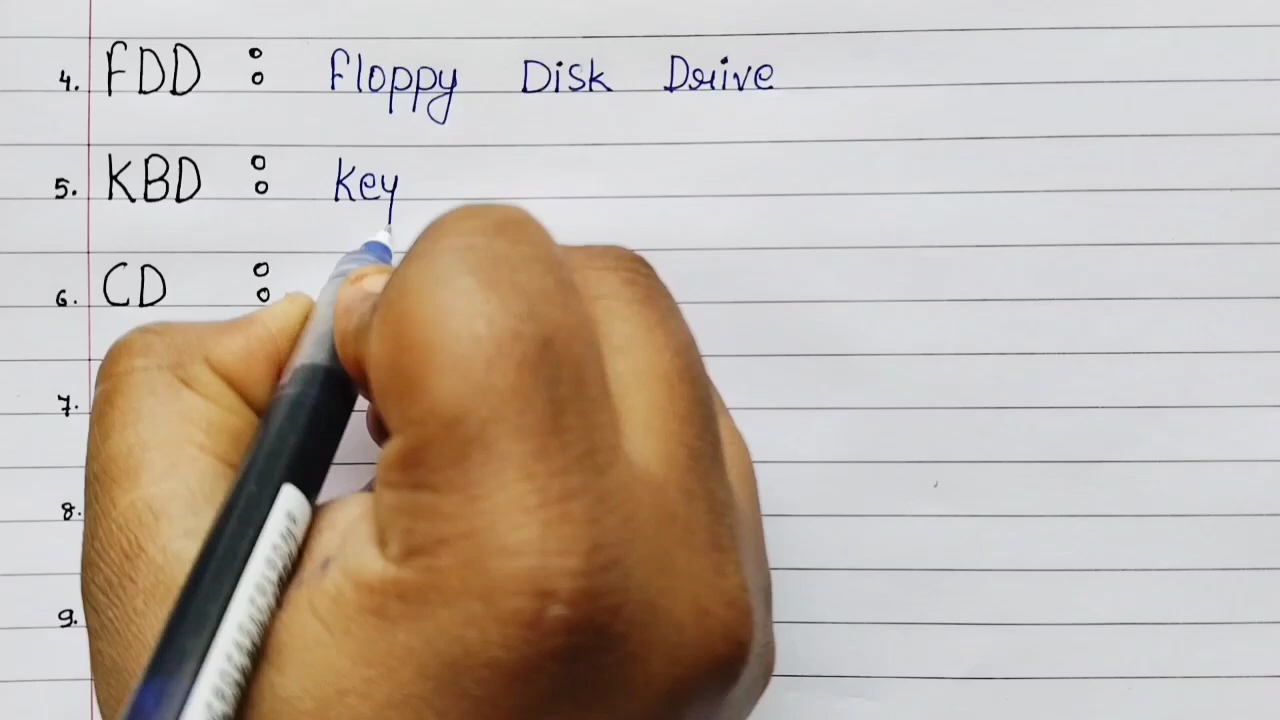 4. FDD : Floppy Disk Drive
5. KBD : Key
6. CD :
7.
8.
9.